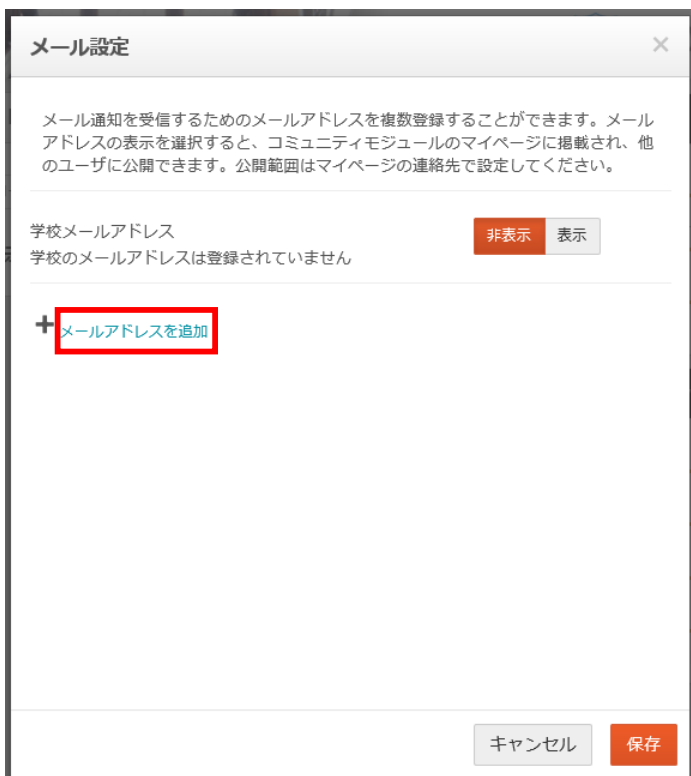 メール設定
×
メール通知を受信するためのメールアドレスを複数登録することができます。メール
アドレスの表示を選択すると、コミュニティモジュールのマイページに掲載され、他
のユーザに公開できます。公開範囲はマイページの連絡先で設定してください。
学校メールアドレス
非表示 表示
学校のメールアドレスは登録されていません
+ メールアドレスを追加
キャンセル 保存